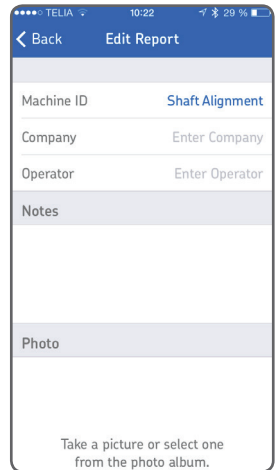 TELIA 10:22 29 %
Back Edit Report
Machine ID Shaft Alignment
Company Enter Company
Operator Enter Operator
Notes
Photo
Take a picture or select one
from the photo album.